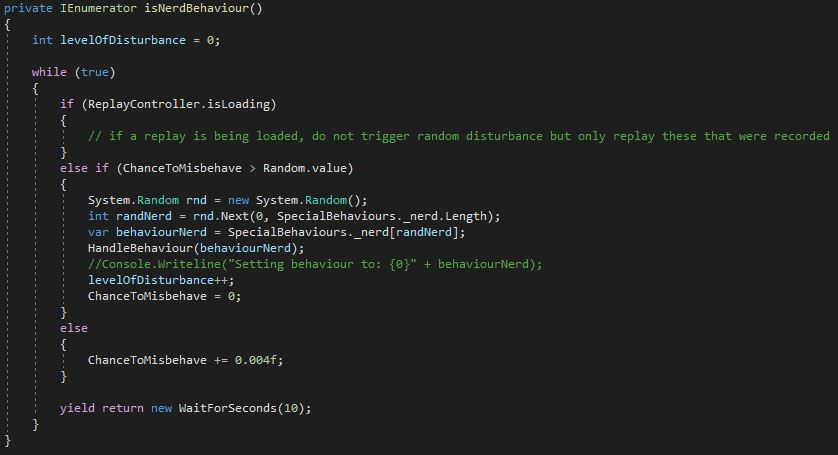 private IEnumerator isNerdBehaviour()
{
int levelOfDisturbance = 0;
while (true)
{
if (ReplayController.isLoading)
{
// if a replay is being loaded, do not trigger random disturbance but only replay these that were recorded
}
else if (ChanceToMisbehave > Random.value)
{
System.Random rnd = new System.Random();
int randNerd = rnd.Next(0, SpecialBehaviours._nerd.Length);
var behaviourNerd = SpecialBehaviours._nerd[randNerd];
HandleBehaviour(behaviourNerd);
//Console.Writeline("Setting behaviour to: {0}" + behaviourNerd);
levelOfDisturbance++;
ChanceToMisbehave = 0;
}
else
{
ChanceToMisbehave += 0.004f;
}
yield return new WaitForSeconds(10);
}
}